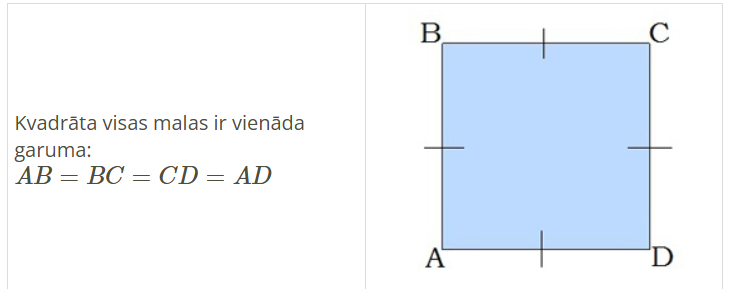 Kvadrāta visas malas ir vienāda
garuma:
AB = BC = CD = AD
B C
A D